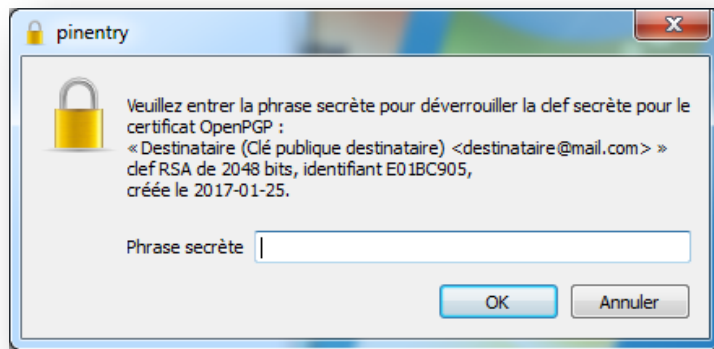 pinentry
Veuillez entrer la phrase secrète pour déverrouiller la clef secrète pour le
certificat OpenPGP :
« Destinataire (Clé publique destinataire) <destinataire@mail.com> »
clef RSA de 2048 bits, identifiant E01BC905,
créée le 2017-01-25.
Phrase secrète
OK Annuler